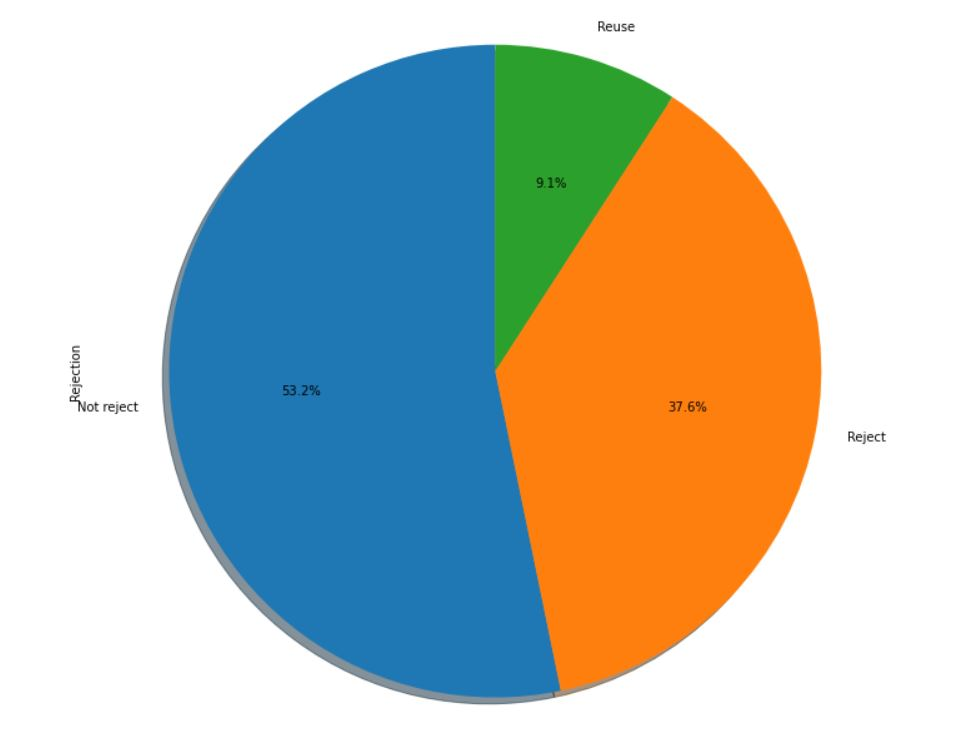 Reuse
9.1%
Rejection
53.2%
Not reject
37.6%
Reject